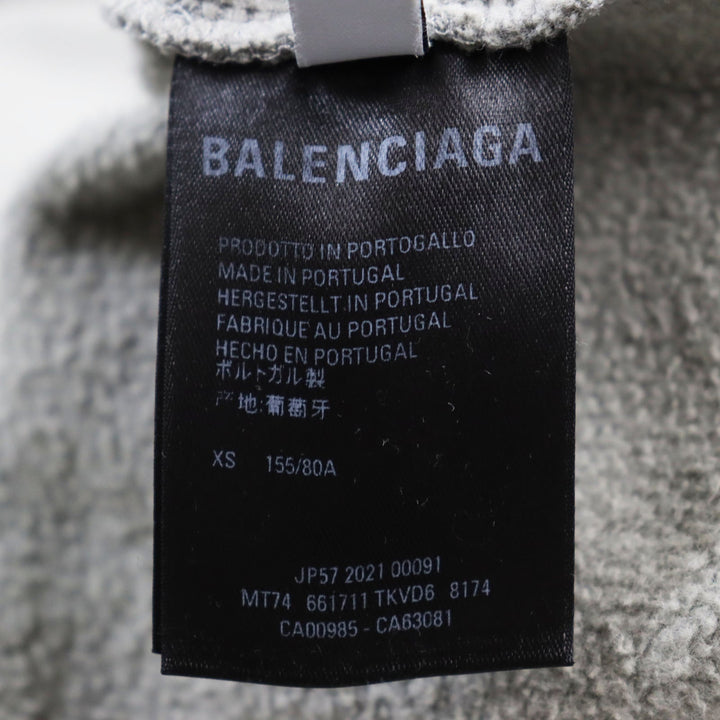 BALENCIAGA
PRODOTTO IN PORTOGALLO
MADE IN PORTUGAL
HERGESTELLT IN PORTUGAL
FABRIQUE AU PORTUGAL
HECHO EN PORTUGAL
ポルトガル製
产地:葡萄牙
XS 155/80A
JP57 2021 00091
MT74 661711 TKVD6 8174
CA00985 - CA63081